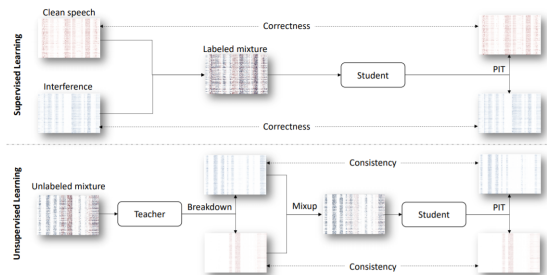 Supervised Learning
Clean speech
Correctness
Labeled mixture
Student
PIT
Interference
Correctness
Unsupervised Learning
Unlabeled mixture
Teacher
Breakdown
Consistency
Mixup
Student
PIT
Consistency